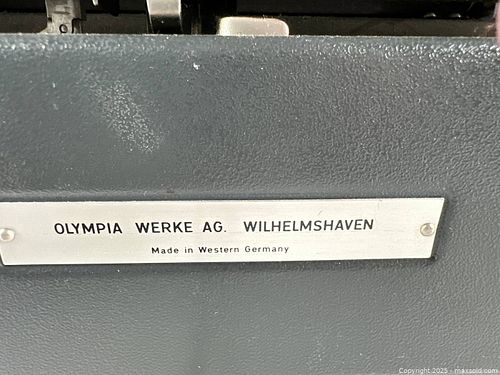 OLYMPIA WERKE AG. WILHELMSHAVEN
Made in Western Germany
Copyright 2025 - maxsold.com